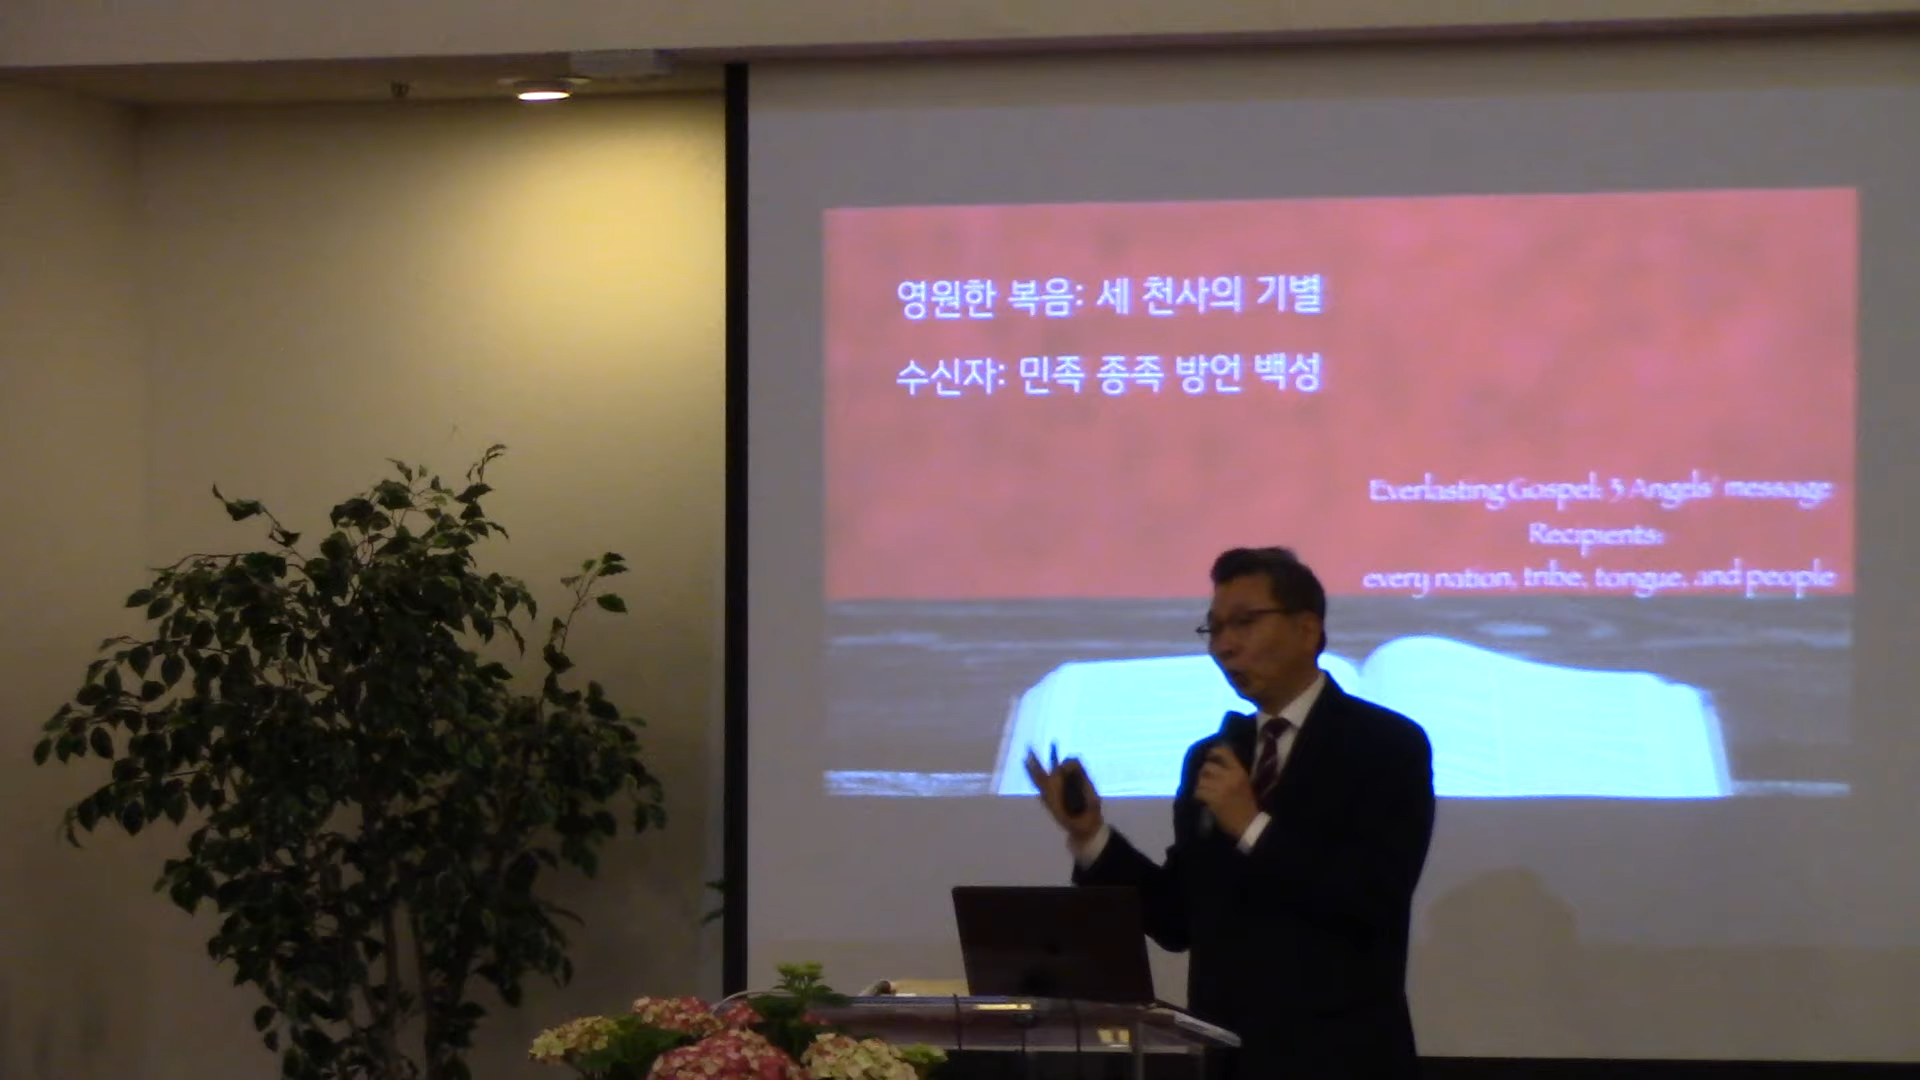 영원한 복음: 세 천사의 기별
수신자: 민족 종족 방언 백성
Everlasting Gospel: 3 Angels' message
Recipients:
every nation, tribe, tongue, and people